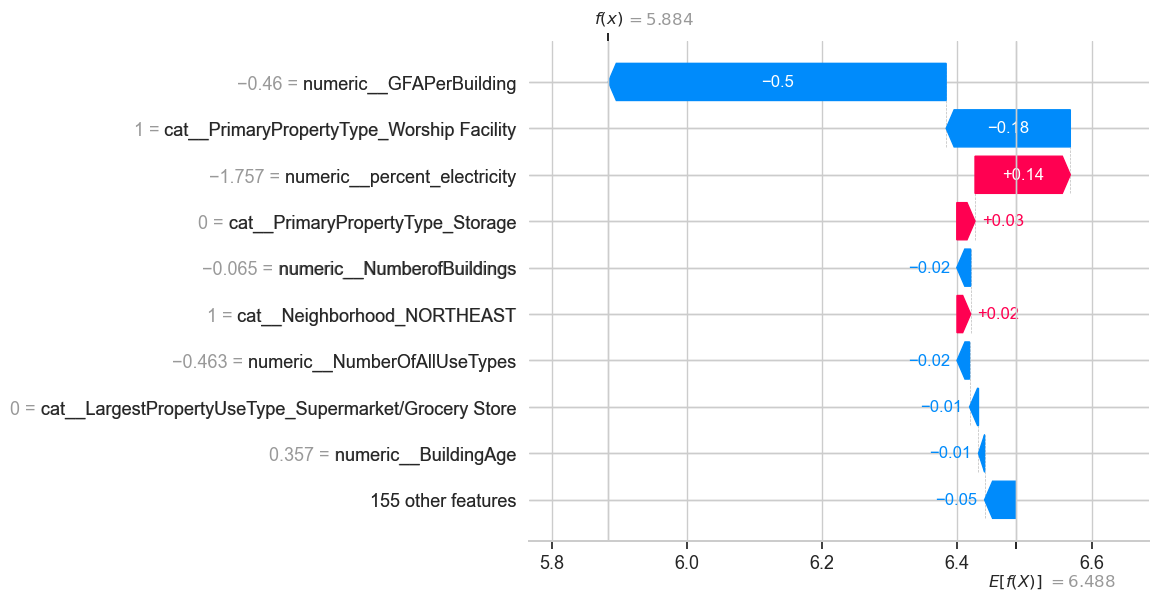 f(x) = 5.884
−0.46 = numeric__GFAPerBuilding −0.5
1 = cat__PrimaryPropertyType_Worship Facility −0.18
−1.757 = numeric__percent_electricity +0.14
0 = cat__PrimaryPropertyType_Storage +0.03
−0.065 = numeric__NumberofBuildings −0.02
1 = cat__Neighborhood_NORTHEAST +0.02
−0.463 = numeric__NumberOfAllUseTypes −0.02
0 = cat__LargestPropertyUseType_Supermarket/Grocery Store −0.01
0.357 = numeric__BuildingAge −0.01
155 other features −0.05
5.8 6.0 6.2 6.4 6.6
E[f(X)] = 6.488